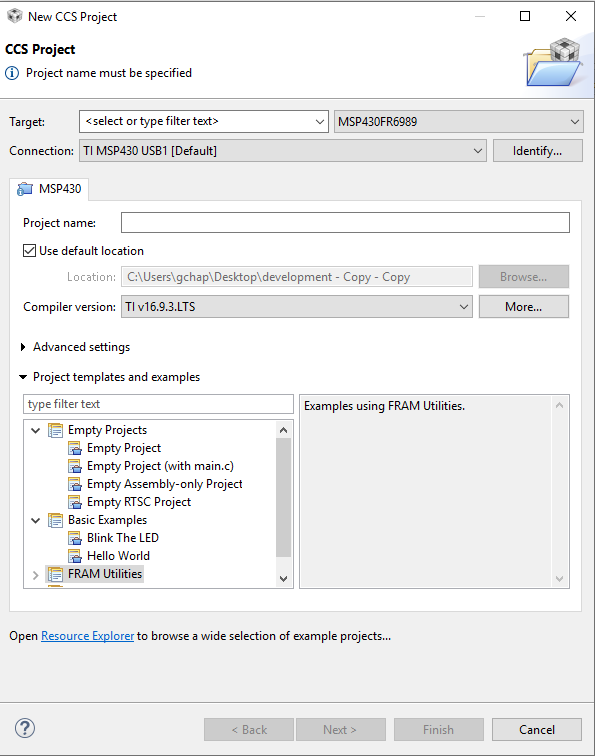 New CCS Project
CCS Project
Project name must be specified
Target: <select or type filter text> MSP430FR6989
Connection: TI MSP430 USB1 [Default] Identify...
MSP430
Project name:
Use default location
Location: C:\Users\gchap\Desktop\development - Copy - Copy Browse...
Compiler version: TI v16.9.3.LTS More...
Advanced settings
Project templates and examples
type filter text
Empty Projects
Empty Project
Empty Project (with main.c)
Empty Assembly-only Project
Empty RTSC Project
Basic Examples
Blink The LED
Hello World
FRAM Utilities
Examples using FRAM Utilities.
Open Resource Explorer to browse a wide selection of example projects...
? < Back Next > Finish Cancel